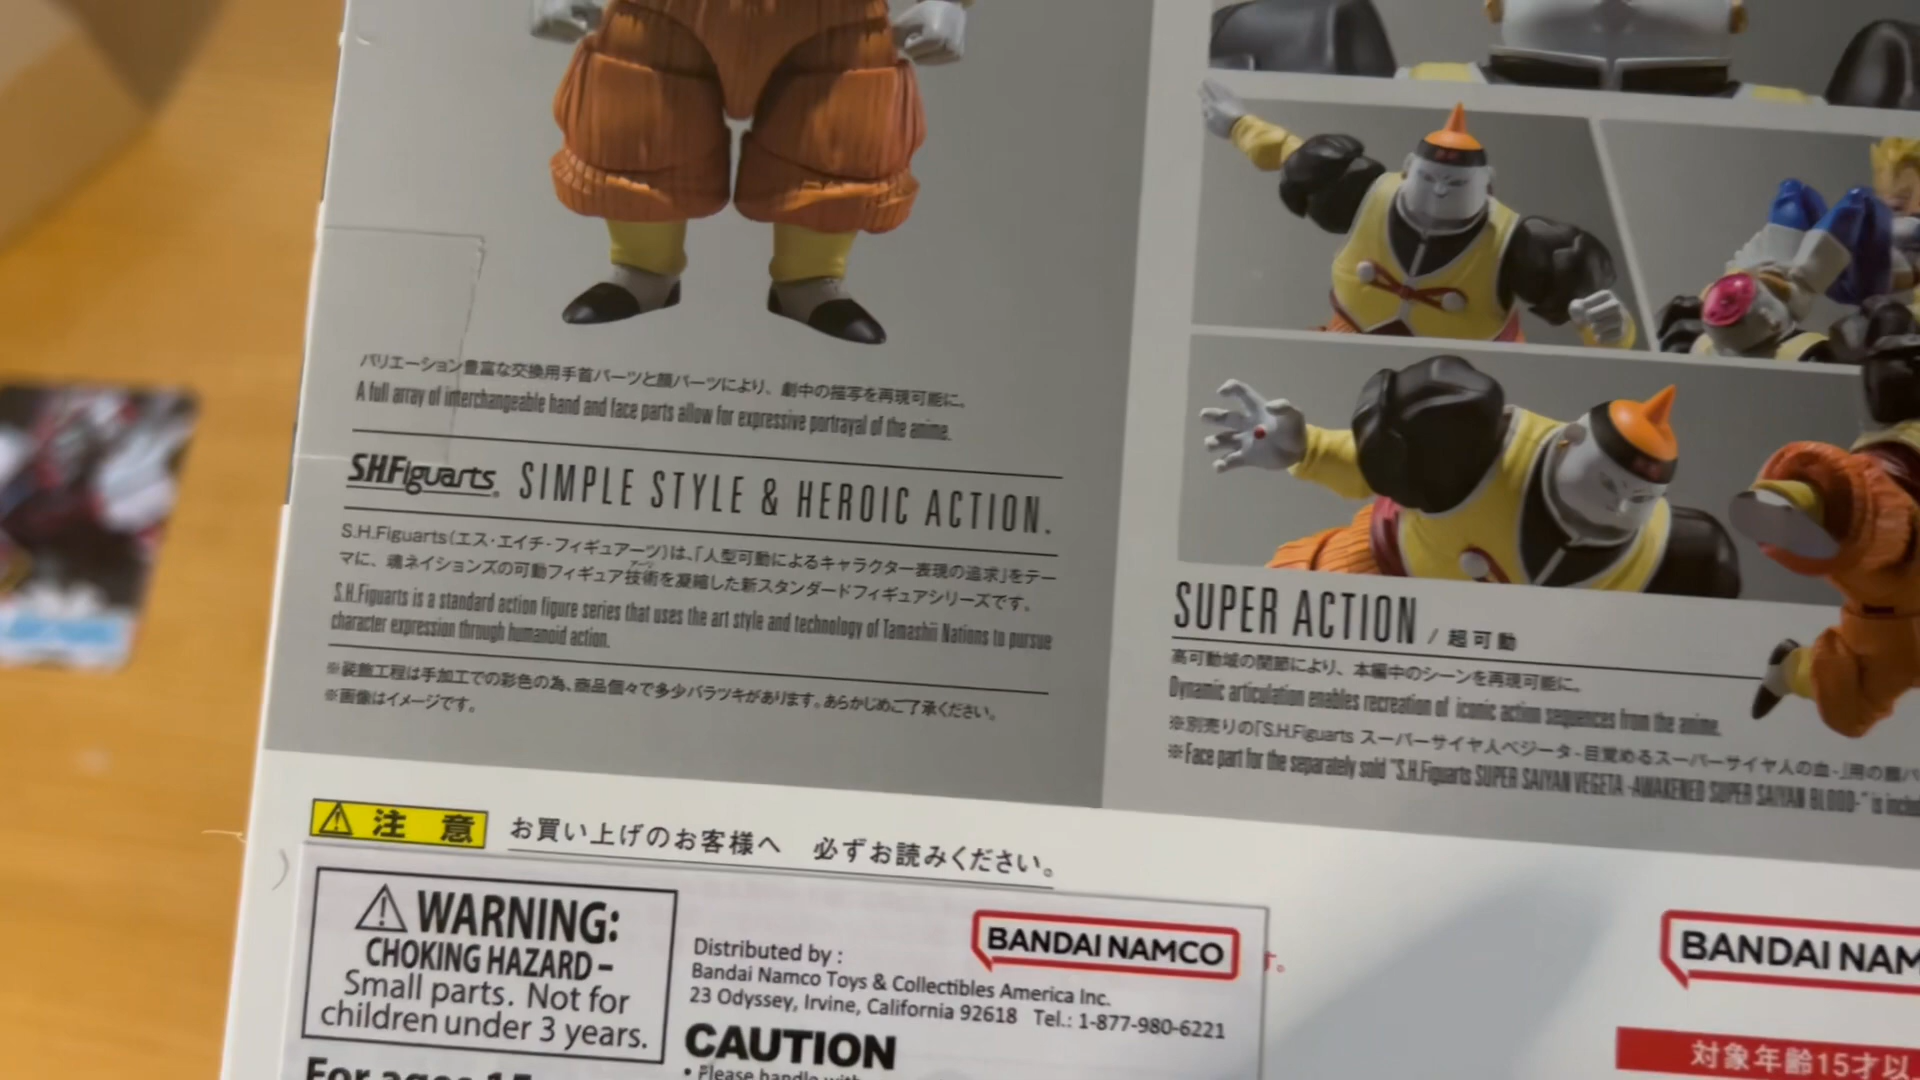 バリエーション豊富な交換用手首パーツと顔パーツにより、劇中の描写を再現可能に。
A full array of interchangeable hand and face parts allow for expressive portrayal of the anime.
S.H.Figuarts® SIMPLE STYLE & HEROIC ACTION.
S.H.Figuarts(エス・エイチ・フィギュアーツ)は、「人型可動によるキャラクター表現の追求」をテー
マに、魂ネイションズの可動フィギュア技術を凝縮した新スタンダードフィギュアシリーズです。
S.H.Figuarts is a standard action figure series that uses the art style and technology of Tamashii Nations to pursue
character expression through humanoid action.
※装飾工程は手加工での彩色の為、商品個々で多少バラツキがあります。あらかじめご了承ください。
※画像はイメージです。
SUPER ACTION / 超可動
高可動域の関節により、本編中のシーンを再現可能に。
Dynamic articulation enables recreation of iconic action sequences from the anime.
※別売りの「S.H.Figuarts スーパーサイヤ人ベジータ-目覚めるスーパーサイヤ人の血-」用の顔パ
※Face part for the separately sold "S.H.Figuarts SUPER SAIYAN VEGETA -AWAKENED SUPER SAIYAN BLOOD-" is
注意 お買い上げのお客様へ 必ずお読みください。
WARNING:
CHOKING HAZARD –
Small parts. Not for
children under 3 years.
Distributed by :
BANDAI NAMCO
Bandai Namco Toys & Collectibles America Inc.
23 Odyssey, Irvine, California 92618 Tel.: 1-877-980-6221
CAUTION
• Please handle with
For ages 15
す。
BANDAI NAM
対象年齢15才以